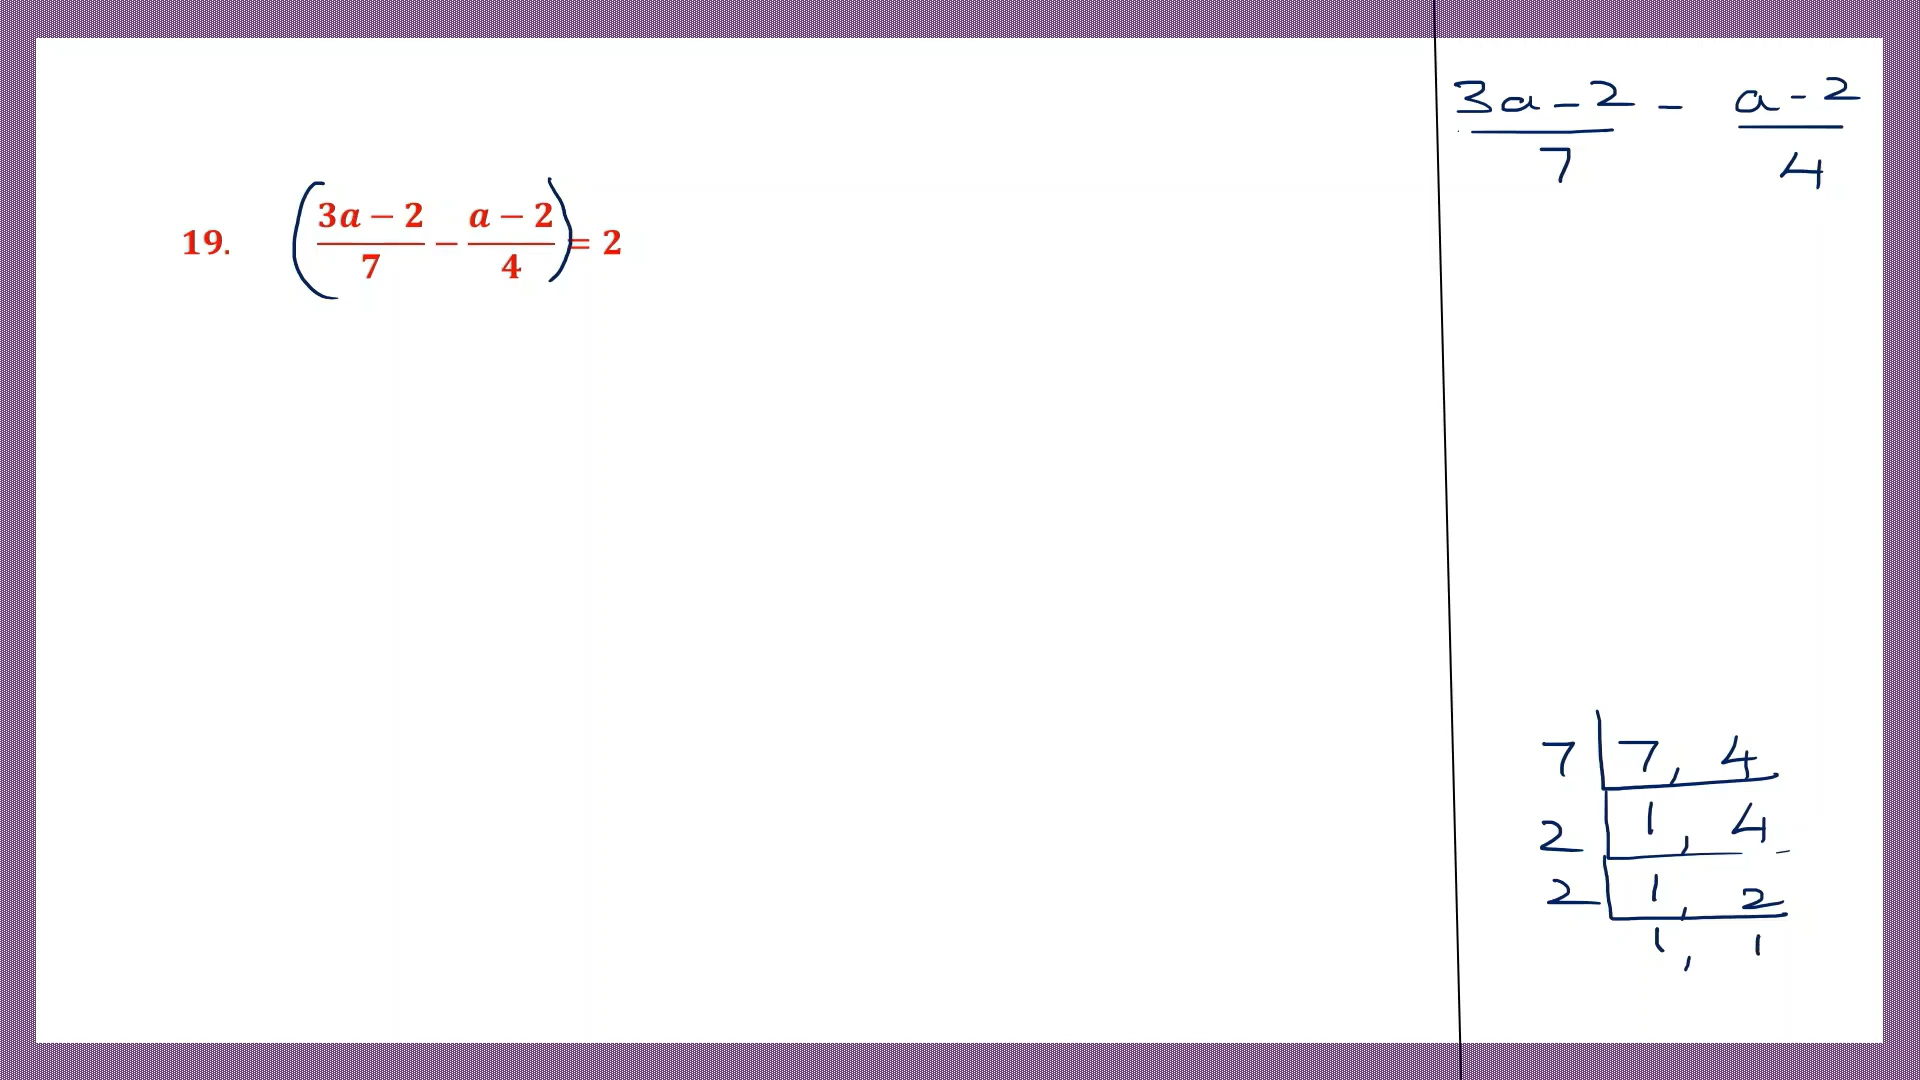 19. (3a − 2/7 − a − 2/4) = 2
3a - 2/7 - a - 2/4
7 | 7, 4
2 | 1, 4
2 | 1, 2
1, 1